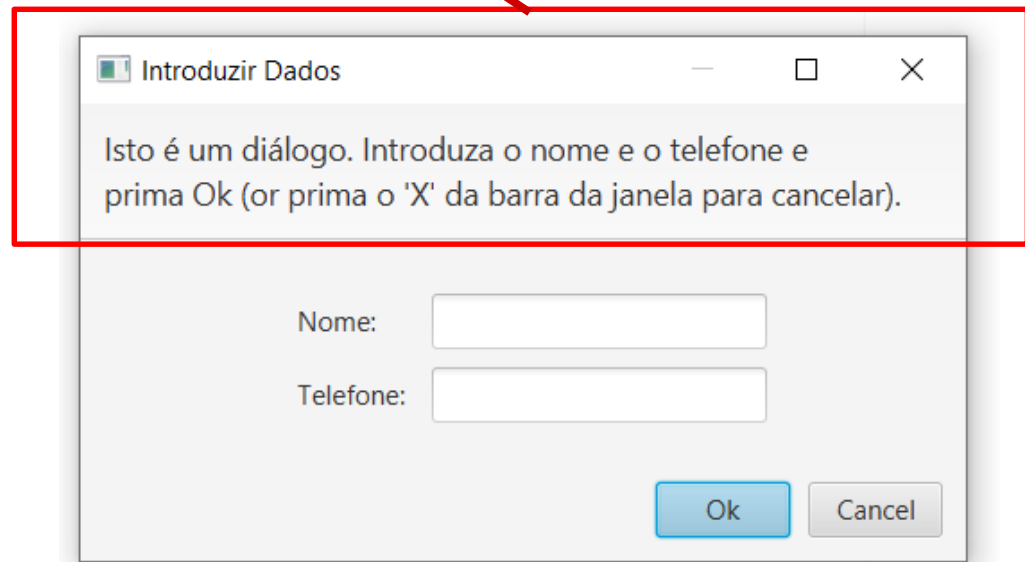 Introduzir Dados
Isto é um diálogo. Introduza o nome e o telefone e
prima Ok (or prima o 'X' da barra da janela para cancelar).
Nome:
Telefone:
Ok Cancel